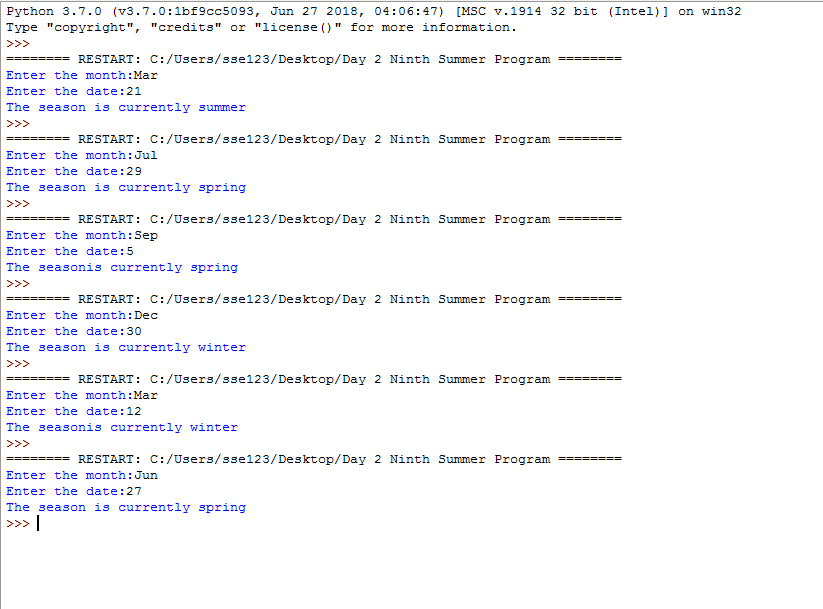 Python 3.7.0 (v3.7.0:1bf9cc5093, Jun 27 2018, 04:06:47) [MSC v.1914 32 bit (Intel)] on win32
Type "copyright", "credits" or "license()" for more information.
>>>
======== RESTART: C:/Users/sse123/Desktop/Day 2 Ninth Summer Program ========
Enter the month:Mar
Enter the date:21
The season is currently summer
>>>
======== RESTART: C:/Users/sse123/Desktop/Day 2 Ninth Summer Program ========
Enter the month:Jul
Enter the date:29
The season is currently spring
>>>
======== RESTART: C:/Users/sse123/Desktop/Day 2 Ninth Summer Program ========
Enter the month:Sep
Enter the date:5
The seasonis currently spring
>>>
======== RESTART: C:/Users/sse123/Desktop/Day 2 Ninth Summer Program ========
Enter the month:Dec
Enter the date:30
The season is currently winter
>>>
======== RESTART: C:/Users/sse123/Desktop/Day 2 Ninth Summer Program ========
Enter the month:Mar
Enter the date:12
The seasonis currently winter
>>>
======== RESTART: C:/Users/sse123/Desktop/Day 2 Ninth Summer Program ========
Enter the month:Jun
Enter the date:27
The season is currently spring
>>>